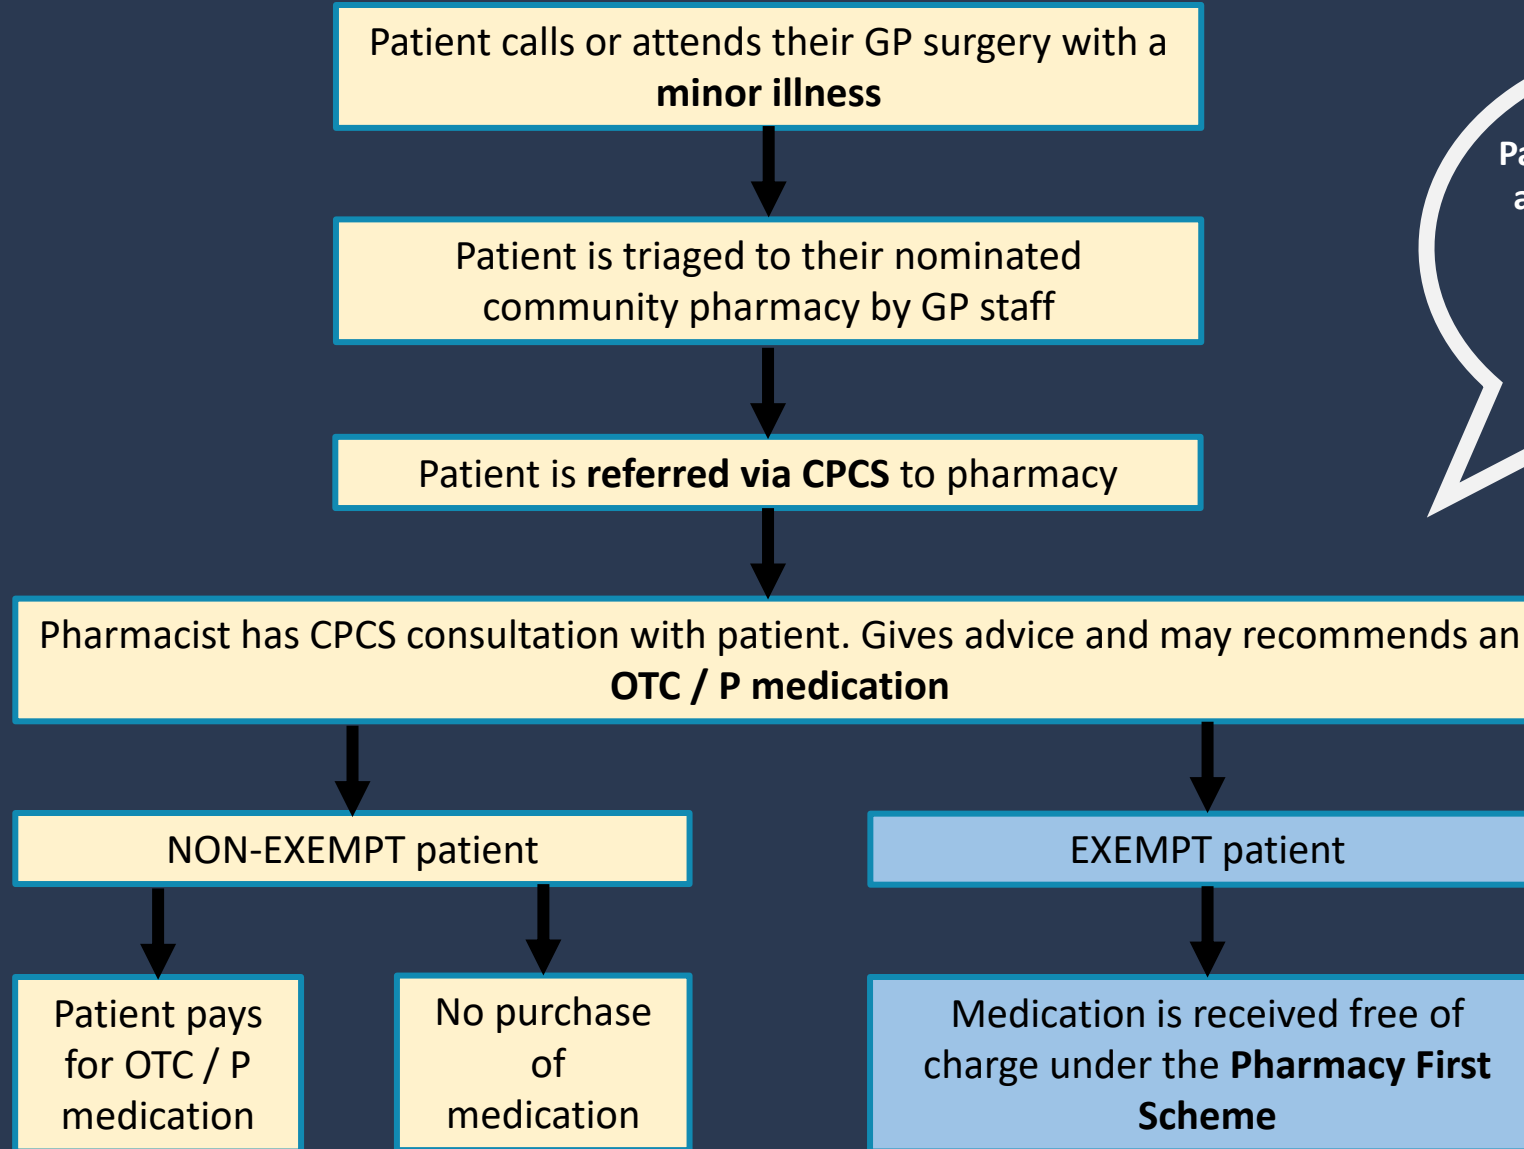 Patient calls or attends their GP surgery with a
minor illness
Patient is triaged to their nominated
community pharmacy by GP staff
Patient is referred via CPCS to pharmacy
Pharmacist has CPCS consultation with patient. Gives advice and may recommends an
OTC / P medication
NON-EXEMPT patient
EXEMPT patient
Patient pays
for OTC / P
medication
No purchase
of
medication
Medication is received free of
charge under the Pharmacy First
Scheme